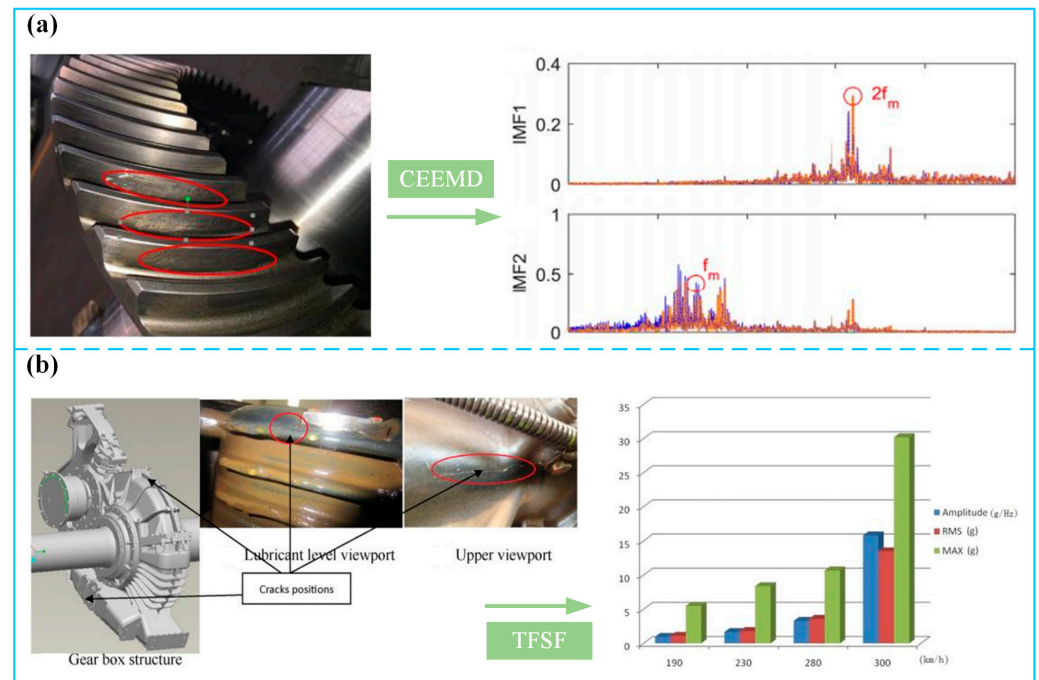 (a)
CEEMD
IMF1
0.4
0.2
0
2fm
IMF2
1
0.5
0
fm
(b)
Lubricant level viewport
Upper viewport
Cracks positions
Gear box structure
TFSF
35
30
25
20
15
10
5
0
190
230
280
300
(km/h)
Amplitude (g/Hz)
RMS (g)
MAX (g)